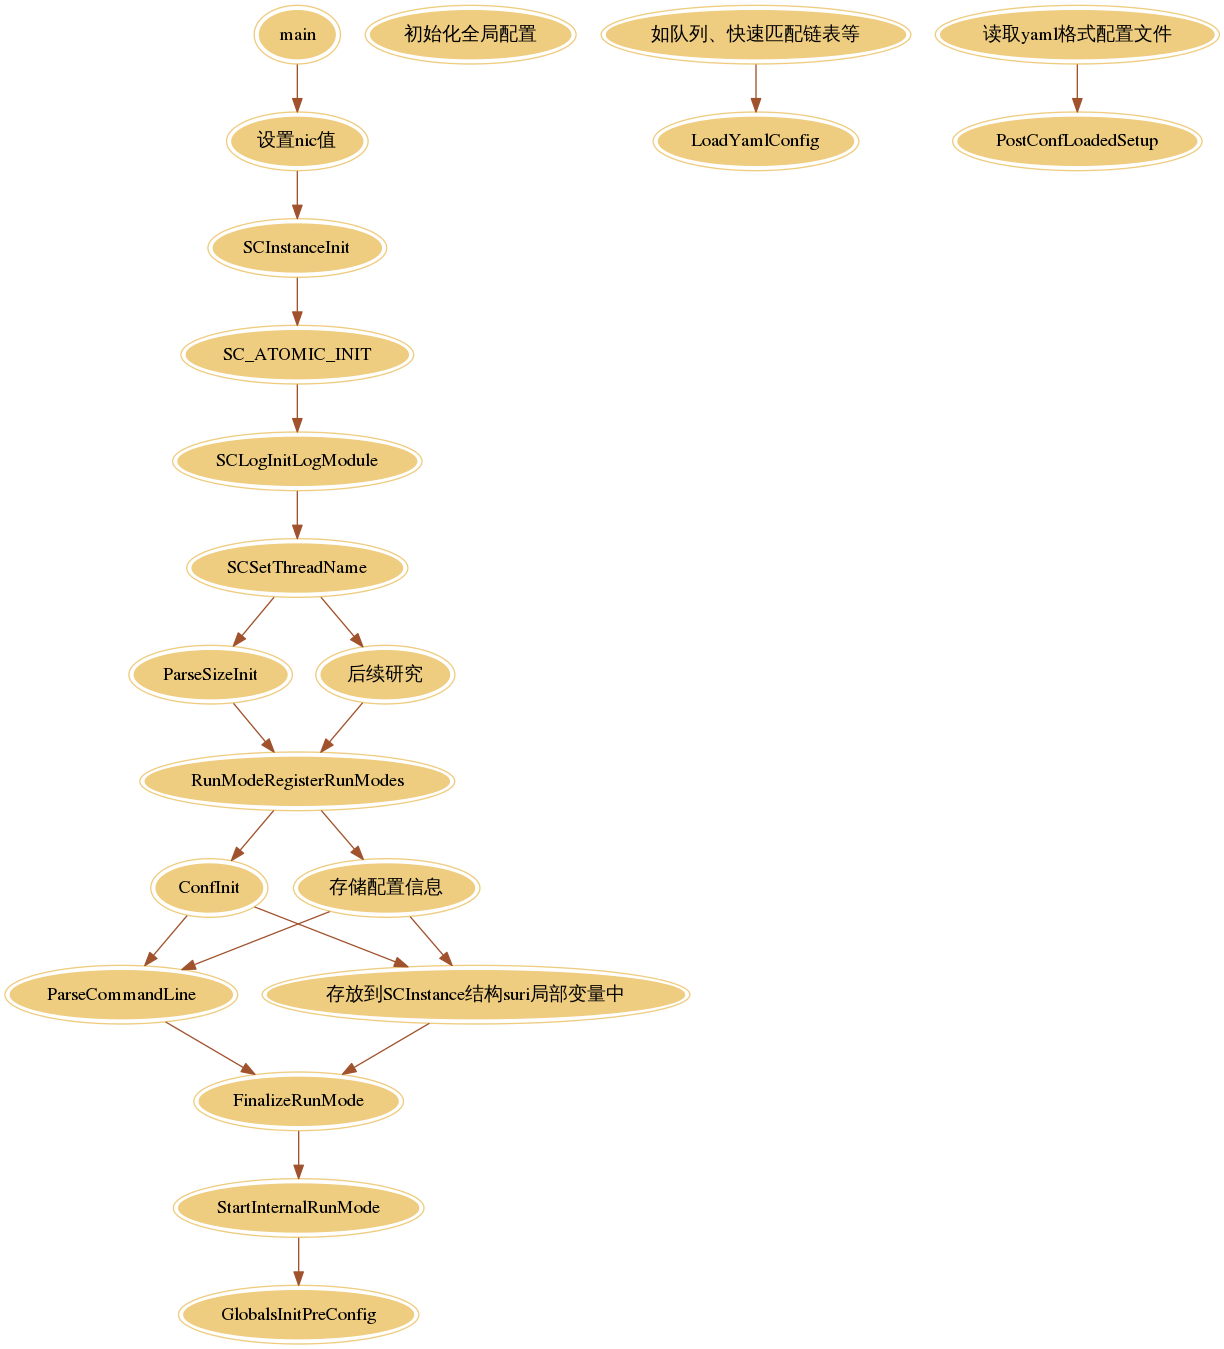 main
初始化全局配置
如队列、快速匹配链表等
读取yaml格式配置文件
设置nic值
LoadYamlConfig
PostConfLoadedSetup
SCInstanceInit
SC_ATOMIC_INIT
SCLogInitLogModule
SCSetThreadName
ParseSizeInit
后续研究
RunModeRegisterRunModes
ConfInit
存储配置信息
ParseCommandLine
存放到SCInstance结构suri局部变量中
FinalizeRunMode
StartInternalRunMode
GlobalsInitPreConfig